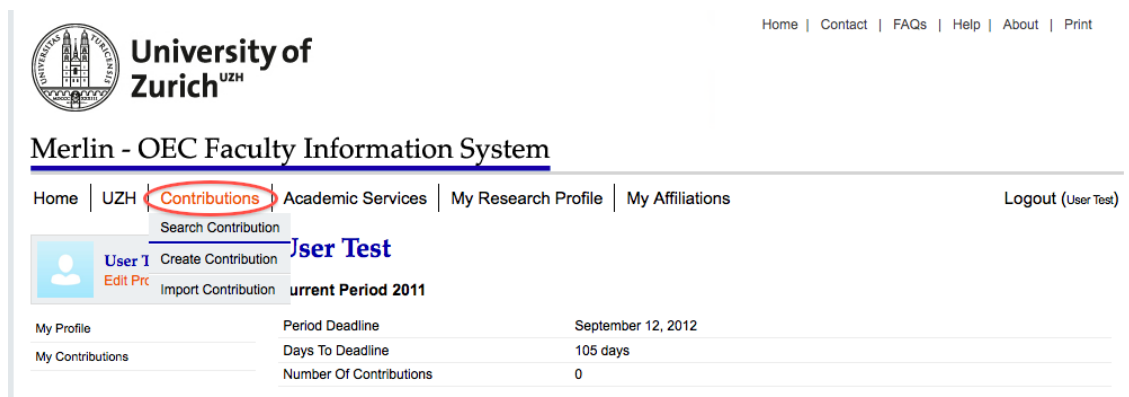 Home | Contact | FAQs | Help | About | Print
University of
Zurich UZH
Merlin - OEC Faculty Information System
Home | UZH | Contributions | Academic Services | My Research Profile | My Affiliations Logout (User Test)
Search Contribution
Create Contribution
Import Contribution
User
Edit
User Test
Current Period 2011
My Profile
My Contributions
Period Deadline September 12, 2012
Days To Deadline 105 days
Number Of Contributions 0